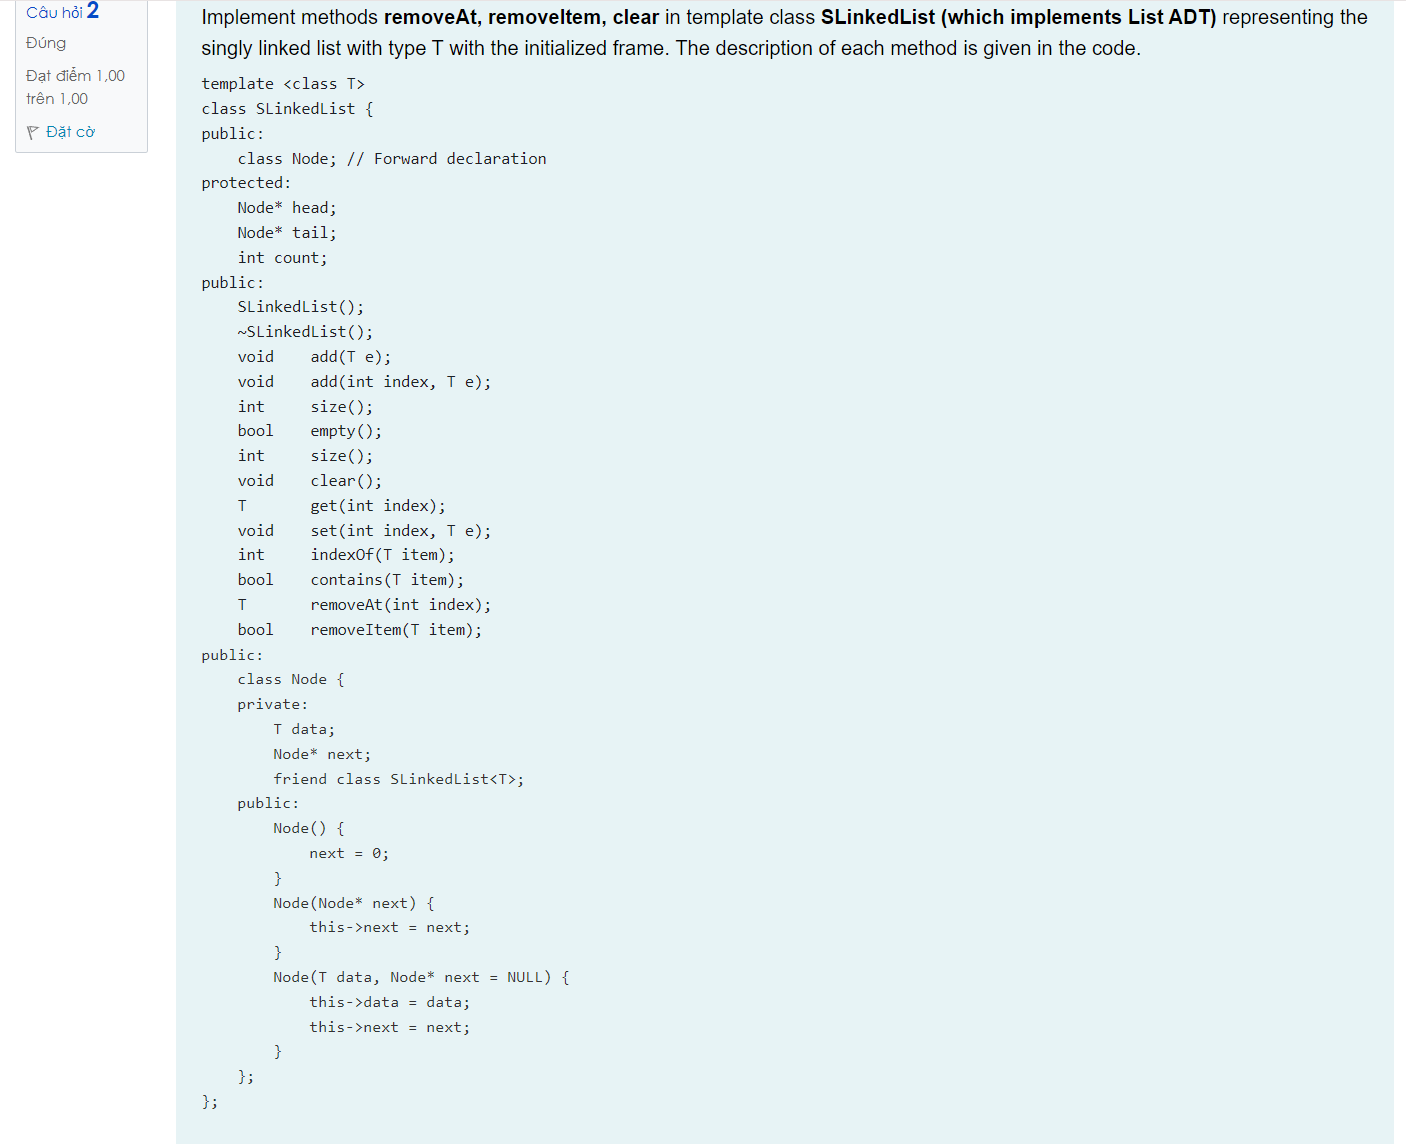 Câu hỏi 2
Đúng
Đạt điểm 1,00
trên 1,00
Đặt cờ
Implement methods removeAt, removeItem, clear in template class SLinkedList (which implements List ADT) representing the
singly linked list with type T with the initialized frame. The description of each method is given in the code.
template <class T>
class SLinkedList {
public:
    class Node; // Forward declaration
protected:
    Node* head;
    Node* tail;
    int count;
public:
    SLinkedList();
    ~SLinkedList();
    void    add(T e);
    void    add(int index, T e);
    int     size();
    bool    empty();
    int     size();
    void    clear();
    T       get(int index);
    void    set(int index, T e);
    int     indexOf(T item);
    bool    contains(T item);
    T       removeAt(int index);
    bool    removeItem(T item);
public:
    class Node {
    private:
        T data;
        Node* next;
        friend class SLinkedList<T>;
    public:
        Node() {
            next = 0;
        }
        Node(Node* next) {
            this->next = next;
        }
        Node(T data, Node* next = NULL) {
            this->data = data;
            this->next = next;
        }
    };
};